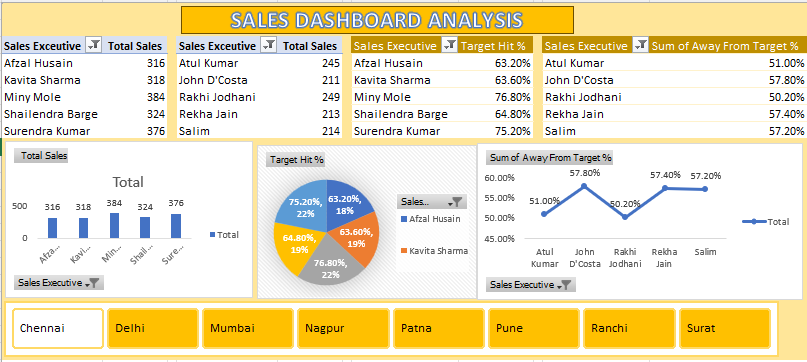 SALES DASHBOARD ANALYSIS
Sales Excecutive Total Sales Sales Excecutive Total Sales Sales Executive Target Hit % Sales Executive Sum of Away From Target %
Afzal Husain 316 Atul Kumar 245 Afzal Husain 63.20% Atul Kumar 51.00%
Kavita Sharma 318 John D'Costa 211 Kavita Sharma 63.60% John D'Costa 57.80%
Miny Mole 384 Rakhi Jodhani 249 Miny Mole 76.80% Rakhi Jodhani 50.20%
Shailendra Barge 324 Rekha Jain 213 Shailendra Barge 64.80% Rekha Jain 57.40%
Surendra Kumar 376 Salim 214 Surendra Kumar 75.20% Salim 57.20%
Total Sales
Total
500
0
316 318 384 324 376
Afza... Kavi... Min... Shail... Sure...
Total
Sales Executive
Target Hit %
75.20%, 22%
63.20%, 18%
64.80%, 19%
63.60%, 19%
76.80%, 22%
Sales...
Afzal Husain
Kavita Sharma
Sum of Away From Target %
60.00%
55.00%
50.00%
45.00%
51.00% 57.80% 50.20% 57.40% 57.20%
Atul Kumar
John D'Costa
Rakhi Jodhani
Rekha Jain
Salim
Total
Sales Executive
Chennai Delhi Mumbai Nagpur Patna Pune Ranchi Surat